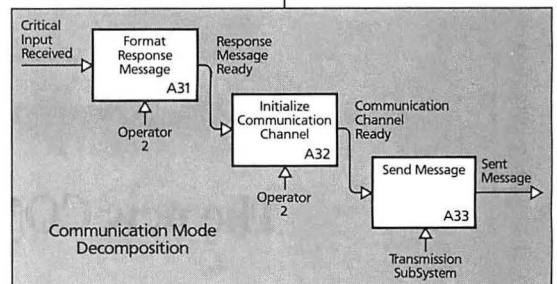 Critical
Input
Received
Format
Response
Message
A31
Response
Message
Ready
Operator
2
Initialize
Communication
Channel
A32
Communication
Channel
Ready
Operator
2
Send Message
A33
Sent
Message
Transmission
SubSystem
Communication Mode
Decomposition